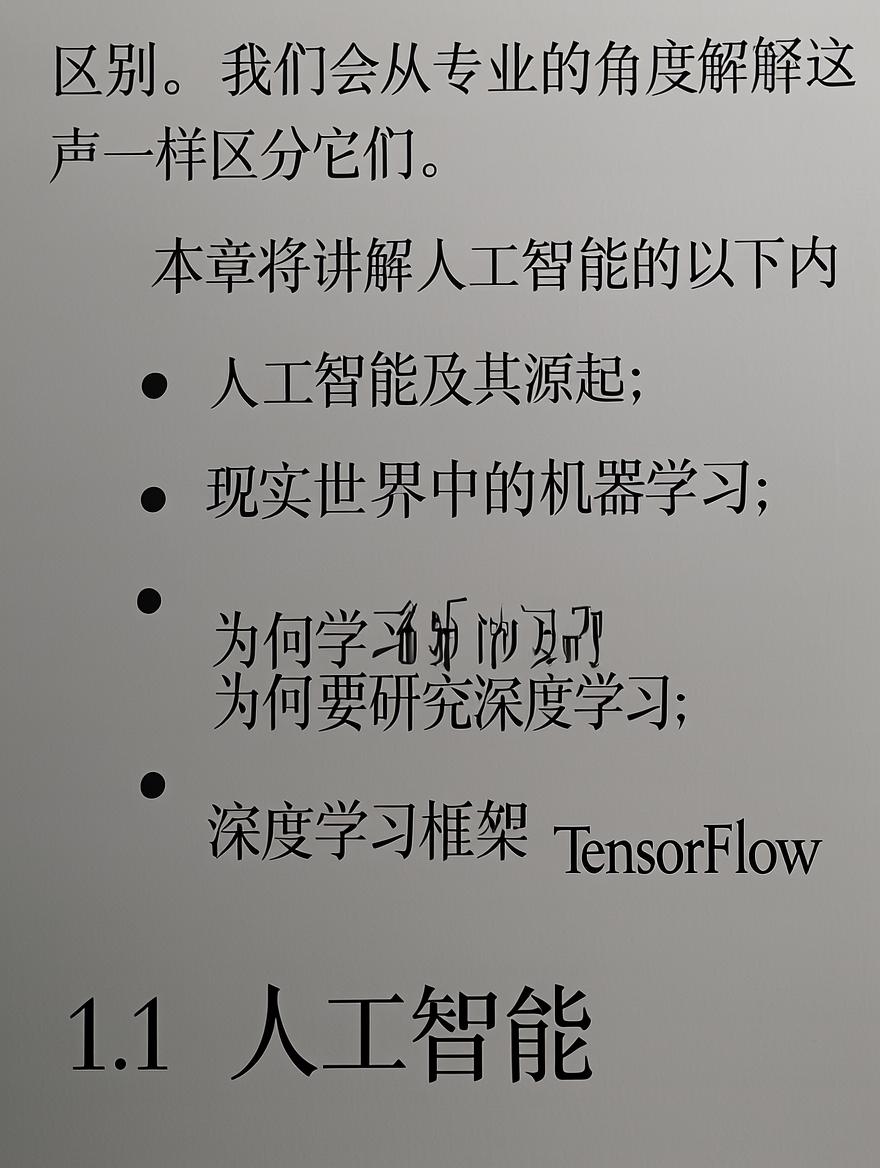 区别。我们会从专业的角度解释这
声一样区分它们。
本章将讲解人工智能的以下内
• 人工智能及其源起；
• 现实世界中的机器学习；
• 为何学习
为何要研究深度学习；
• 深度学习框架 TensorFlow
1.1 人工智能